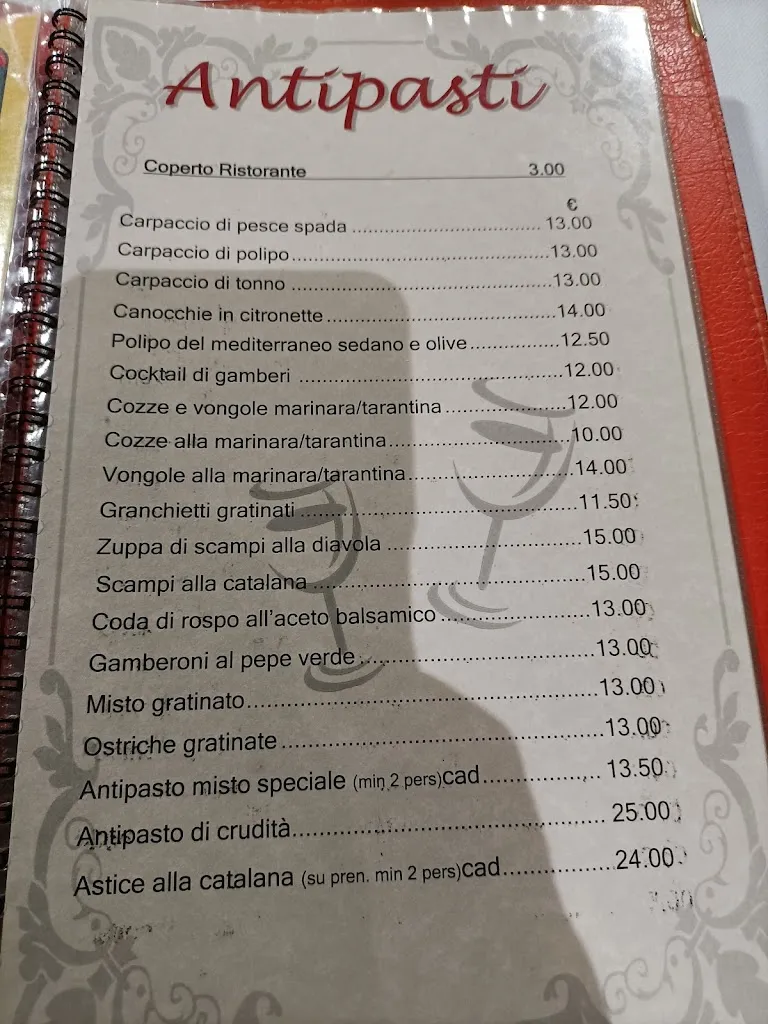 Antipasti
Coperto Ristorante 3.00
€
Carpaccio di pesce spada ........................................ 13.00
Carpaccio di polipo........................................................13.00
Carpaccio di tonno ........................................................13.00
Canocchie in citronette..................................................14.00
Polipo del mediterraneo sedano e olive...................12.50
Cocktail di gamberi ........................................................12.00
Cozze e vongole marinara/tarantina..........................12.00
Cozze alla marinara/tarantina.......................................10.00
Vongole alla marinara/tarantina...................................14.00
Granchietti gratinati ........................................................11.50
Zuppa di scampi alla diavola ........................................15.00
Scampi alla catalana........................................................15.00
Coda di rospo all'aceto balsamico..............................13.00
Gamberoni al pepe verde..............................................13.00
Misto gratinato..................................................................13.00
Ostriche gratinate............................................................13.00
Antipasto misto speciale (min 2 pers)cad.................... 13.50
Antipasto di crudità.......................................................... 25.00
Astice alla catalana (su pren. min 2 pers)cad..................24.00